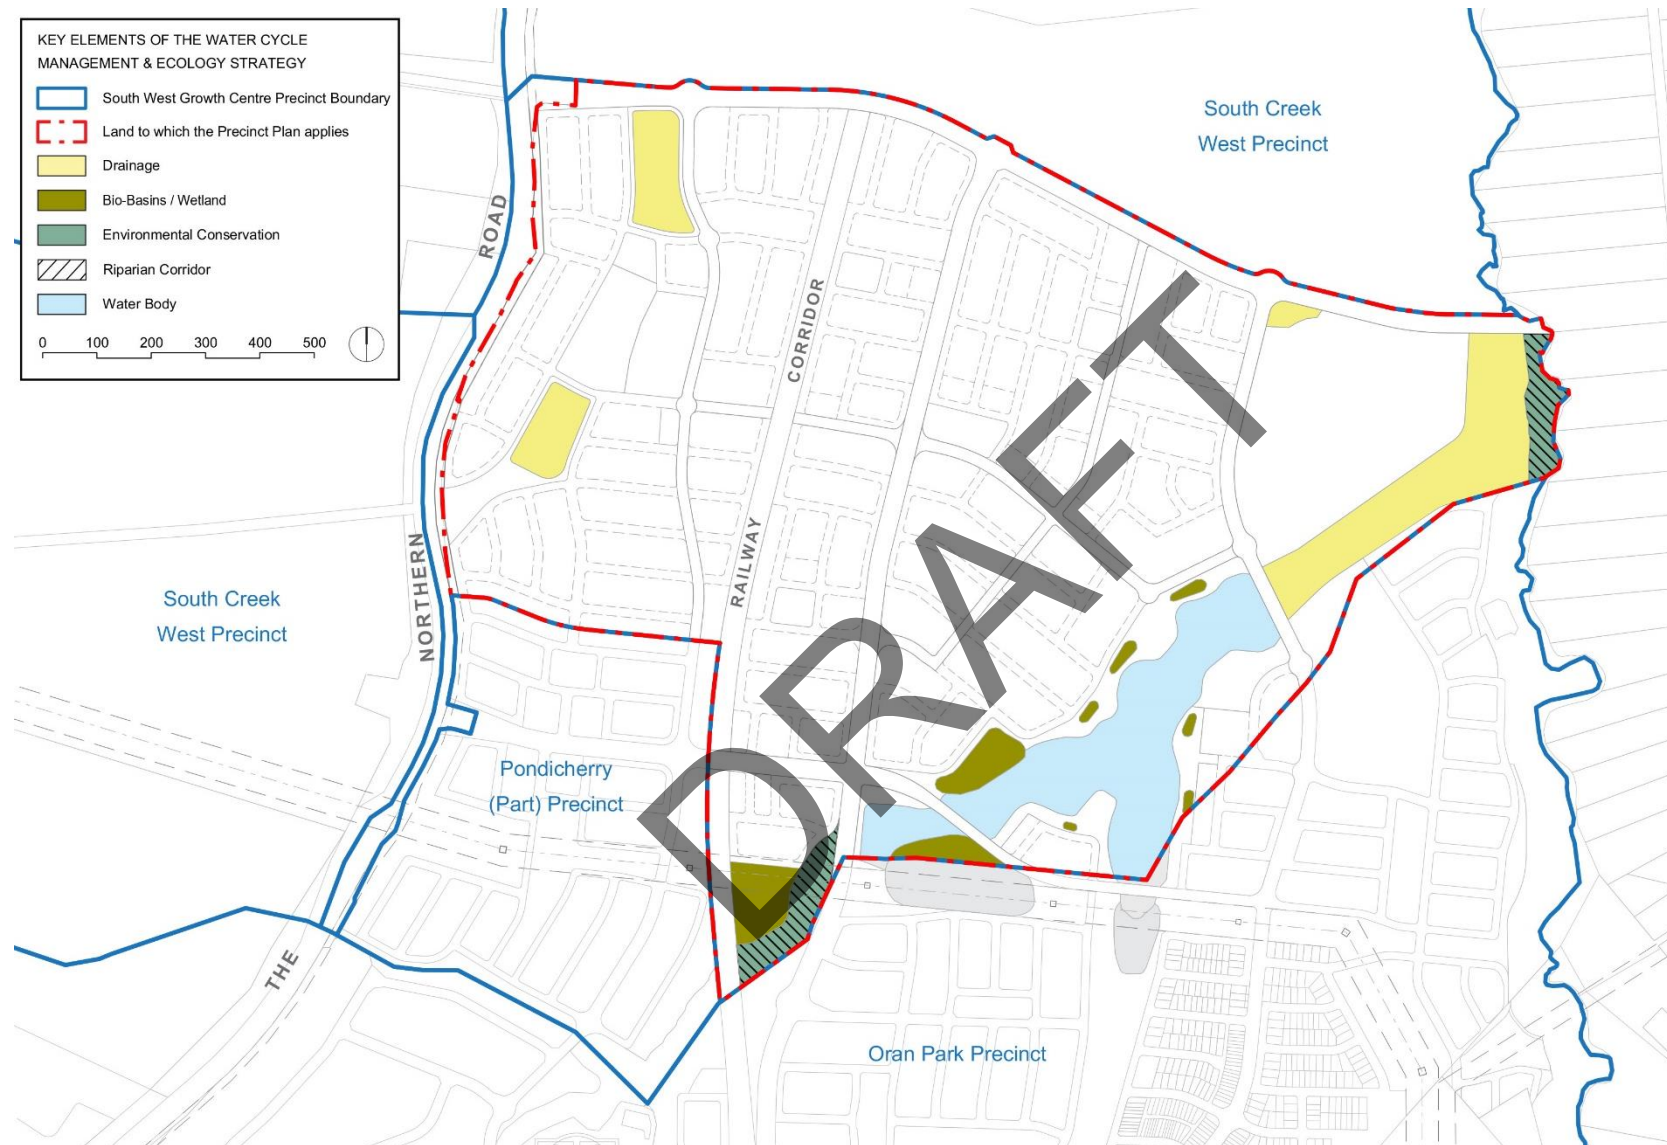 KEY ELEMENTS OF THE WATER CYCLE
MANAGEMENT & ECOLOGY STRATEGY
South West Growth Centre Precinct Boundary
Land to which the Precinct Plan applies
Drainage
Bio-Basins / Wetland
Environmental Conservation
Riparian Corridor
Water Body
0 100 200 300 400 500
South Creek
West Precinct
ROAD
CORRIDOR
RAILWAY
NORTHERN
THE
South Creek
West Precinct
Pondicherry
(Part) Precinct
Oran Park Precinct
DRAFT